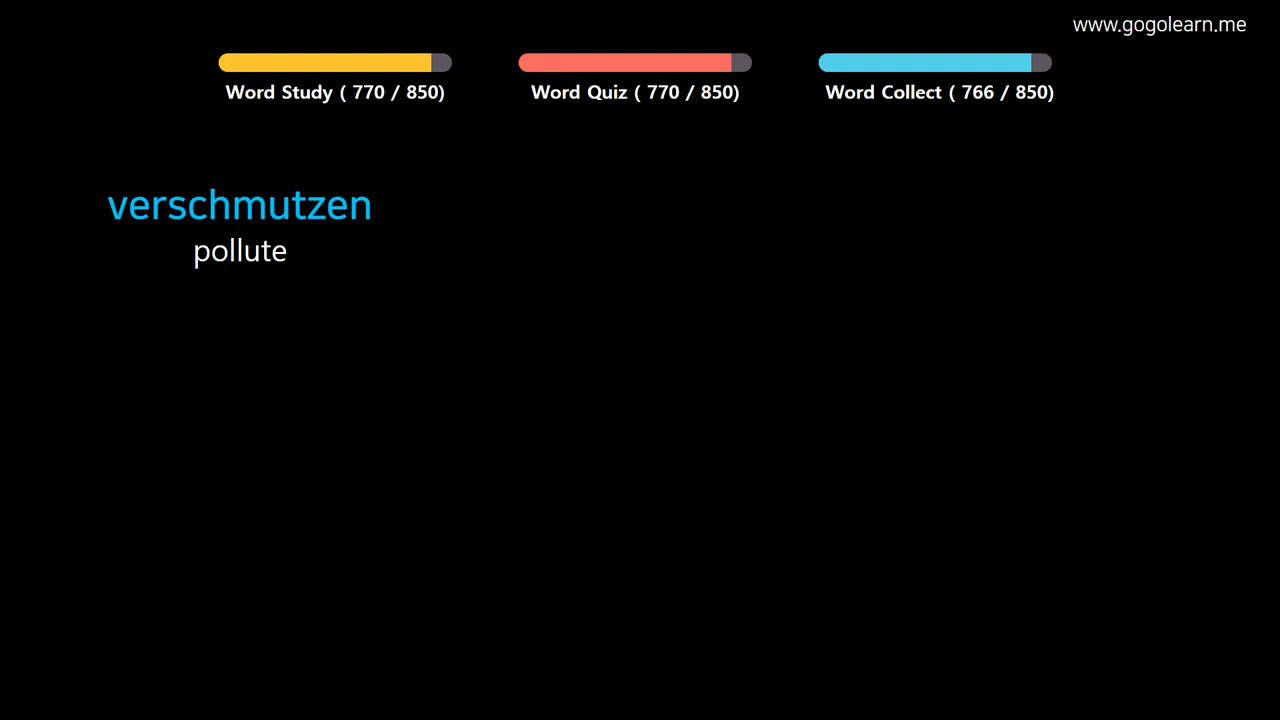 www.gogolearn.me
Word Study ( 770 / 850)
Word Quiz ( 770 / 850)
Word Collect ( 766 / 850)
verschmutzen
pollute